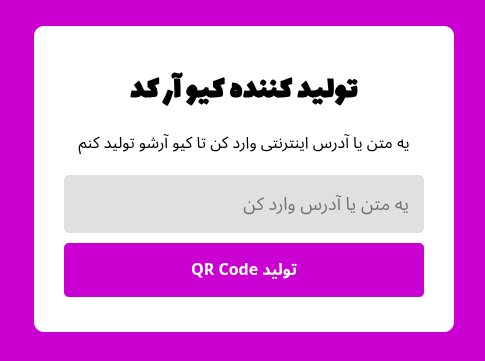 تولید کننده کیو آر کد
یه متن یا آدرس اینترنتی وارد کن تا کیو آرشو تولید کنم
یه متن یا آدرس وارد کن
تولید QR Code